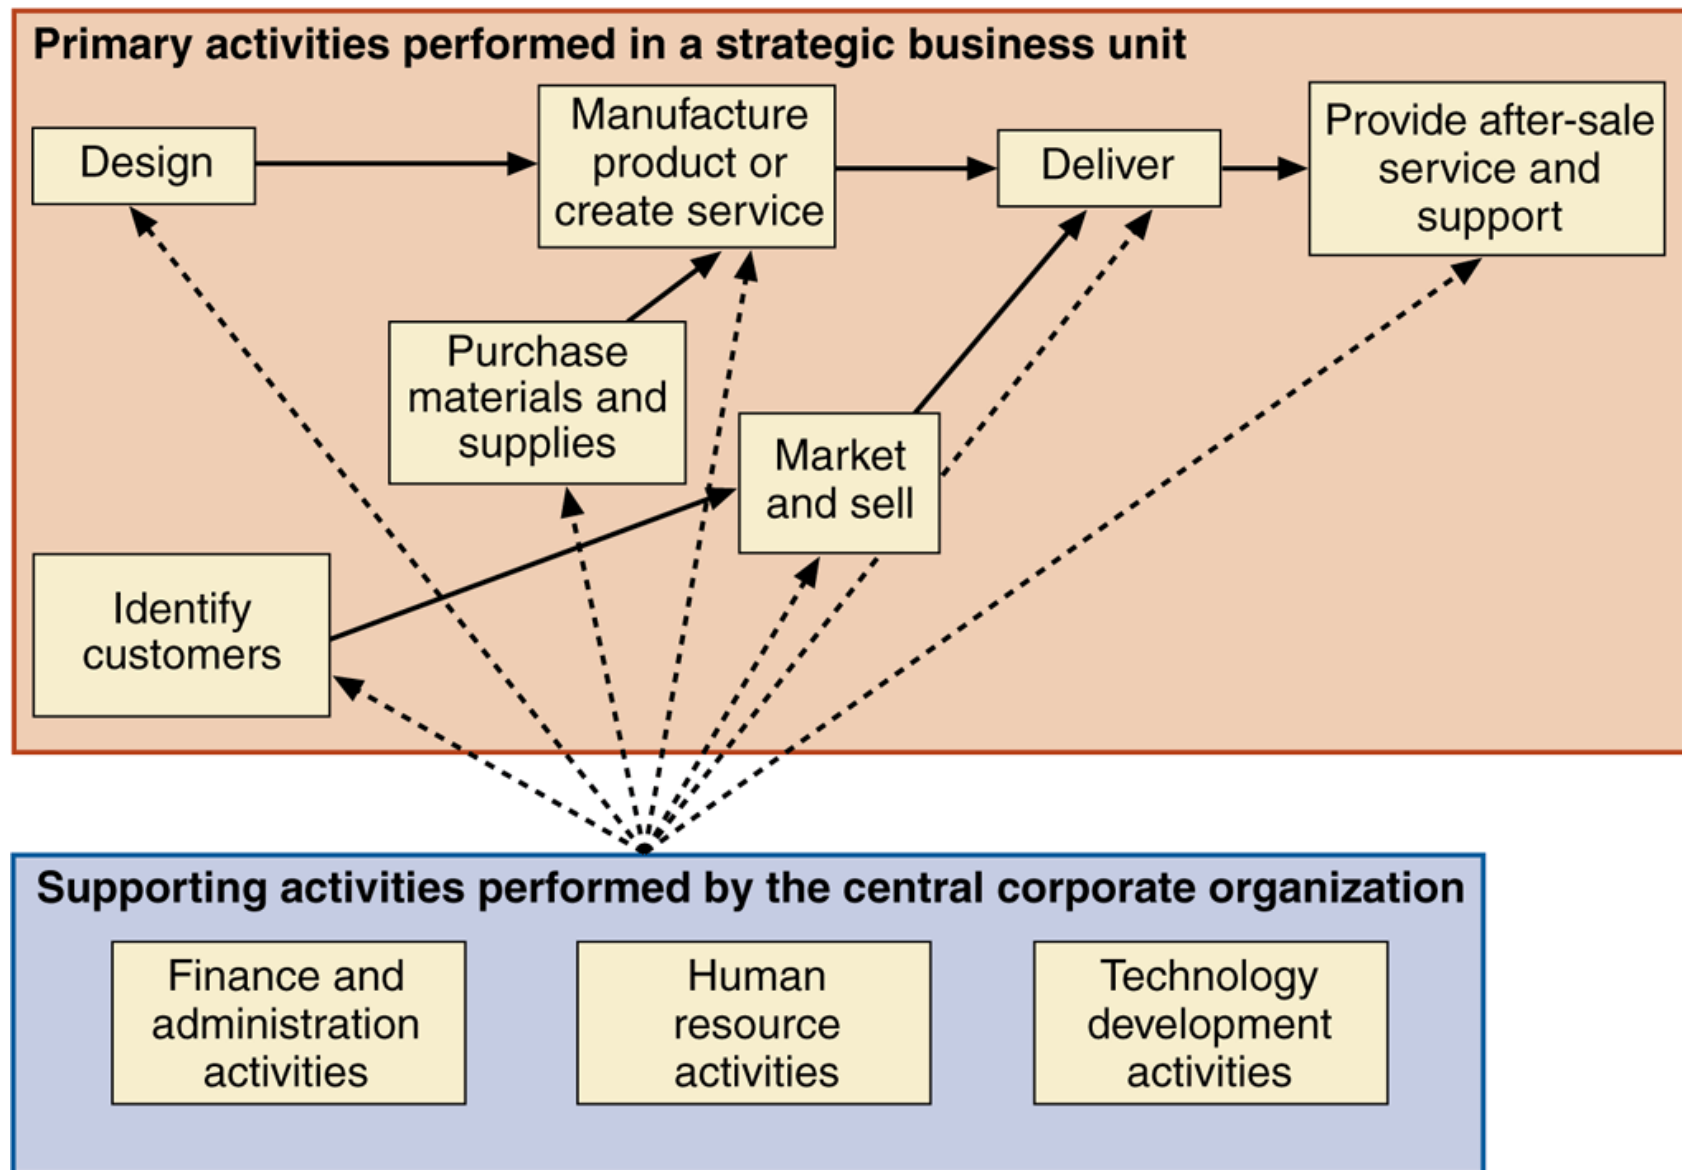 Primary activities performed in a strategic business unit
Design
Manufacture
product or
create service
Deliver
Provide after-sale
service and
support
Purchase
materials and
supplies
Market
and sell
Identify
customers
Supporting activities performed by the central corporate organization
Finance and
administration
activities
Human
resource
activities
Technology
development
activities